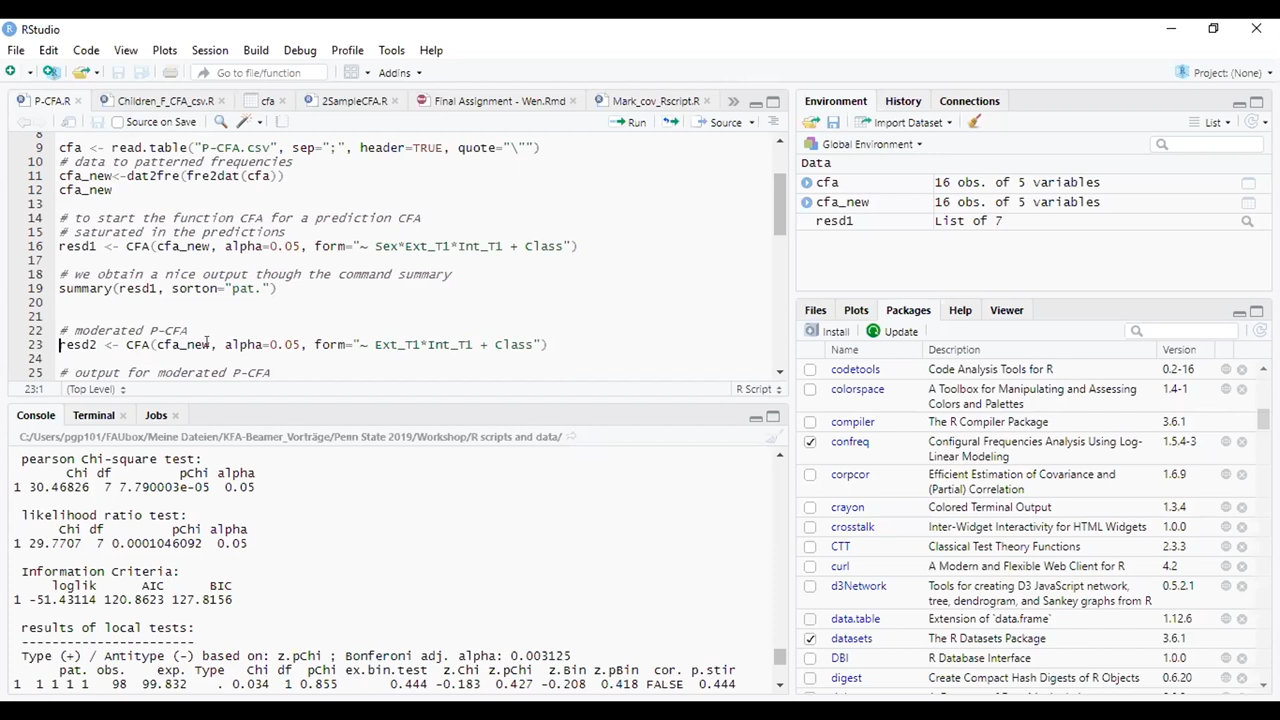 RStudio
File Edit Code View Plots Session Build Debug Profile Tools Help
Go to file/function Addins Project: (None)
P-CFA.R Children_F_CFA_csv.R cfa 2SampleCFA.R Final Assignment - Wen.Rmd Mark_cov_Rscript.R
Source on Save Run Source
8
9 cfa <- read.table("P-CFA.csv", sep=";", header=TRUE, quote="\"")
10 # data to patterned frequencies
11 cfa_new<-dat2fre(fre2dat(cfa))
12 cfa_new
13
14 # to start the function CFA for a prediction CFA
15 # saturated in the predictions
16 resd1 <- CFA(cfa_new, alpha=0.05, form="~ Sex*Ext_T1*Int_T1 + Class")
17
18 # we obtain a nice output though the command summary
19 summary(resd1, sorton="pat.")
20
21
22 # moderated P-CFA
23 resd2 <- CFA(cfa_new, alpha=0.05, form="~ Ext_T1*Int_T1 + Class")
24
25 # output for moderated P-CFA
23:1 (Top Level) R Script
Console Terminal Jobs
C:/Users/pgp101/FAUbox/Meine Dateien/KFA-Beamer_Vorträge/Penn State 2019/Workshop/R scripts and data/
pearson Chi-square test:
Chi df pChi alpha
1 30.46826 7 7.790003e-05 0.05
likelihood ratio test:
Chi df pChi alpha
1 29.7707 7 0.0001046092 0.05
Information Criteria:
loglik AIC BIC
1 -51.43114 120.8623 127.8156
results of local tests:
------------------------
Type (+) / Antitype (-) based on: z.pChi ; Bonferoni adj. alpha: 0.003125
pat. obs. exp. Type Chi df pChi ex.bin.test z.Chi z.pChi z.Bin z.pBin cor. p.stir
1 1 1 1 1 98 99.832 . 0.034 1 0.855 0.444 -0.183 0.427 -0.208 0.418 FALSE 0.444
Environment History Connections
Import Dataset List
Global Environment
Data
cfa 16 obs. of 5 variables
cfa_new 16 obs. of 5 variables
resd1 List of 7
Files Plots Packages Help Viewer
Install Update
Name Description Version
codetools Code Analysis Tools for R 0.2-16
colorspace A Toolbox for Manipulating and Assessing 1.4-1
Colors and Palettes
compiler The R Compiler Package 3.6.1
confreq Configural Frequencies Analysis Using Log- 1.5.4-3
Linear Modeling
corpcor Efficient Estimation of Covariance and 1.6.9
(Partial) Correlation
crayon Colored Terminal Output 1.3.4
crosstalk Inter-Widget Interactivity for HTML Widgets 1.0.0
CTT Classical Test Theory Functions 2.3.3
curl A Modern and Flexible Web Client for R 4.2
d3Network Tools for creating D3 JavaScript network, 0.5.2.1
tree, dendrogram, and Sankey graphs from R
data.table Extension of `data.frame` 1.12.6
datasets The R Datasets Package 3.6.1
DBI R Database Interface 1.0.0
digest Create Compact Hash Digests of R Objects 0.6.20